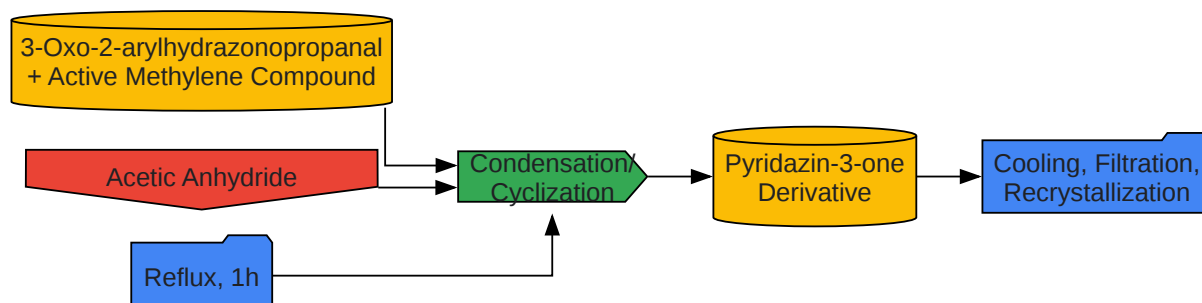 3-Oxo-2-arylhydrazonopropanal
+ Active Methylene Compound
Acetic Anhydride
Reflux, 1h
Condensation/
Cyclization
Pyridazin-3-one
Derivative
Cooling, Filtration,
Recrystallization